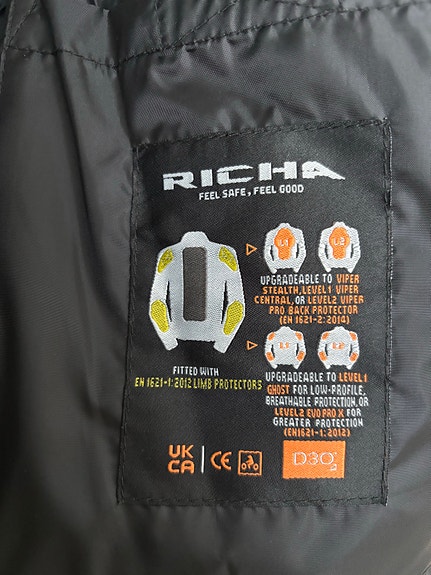 RICHA
FEEL SAFE, FEEL GOOD
L1 L2
UPGRADEABLE TO VIPER
STEALTH, LEVEL 1 VIPER
CENTRAL, OR LEVEL2 VIPER
PRO BACK PROTECTOR
(EN 1621-2:2014)
FITTED WITH
EN 1621-1:2012 LIMB PROTECTORS
UPGRADEABLE TO LEVEL 1
GHOST FOR LOW-PROFILE,
BREATHABLE PROTECTION, OR
LEVEL2 EVO PRO X FOR
GREATER PROTECTION
(EN1621-1:2012)
UK
CA
CE
D3O